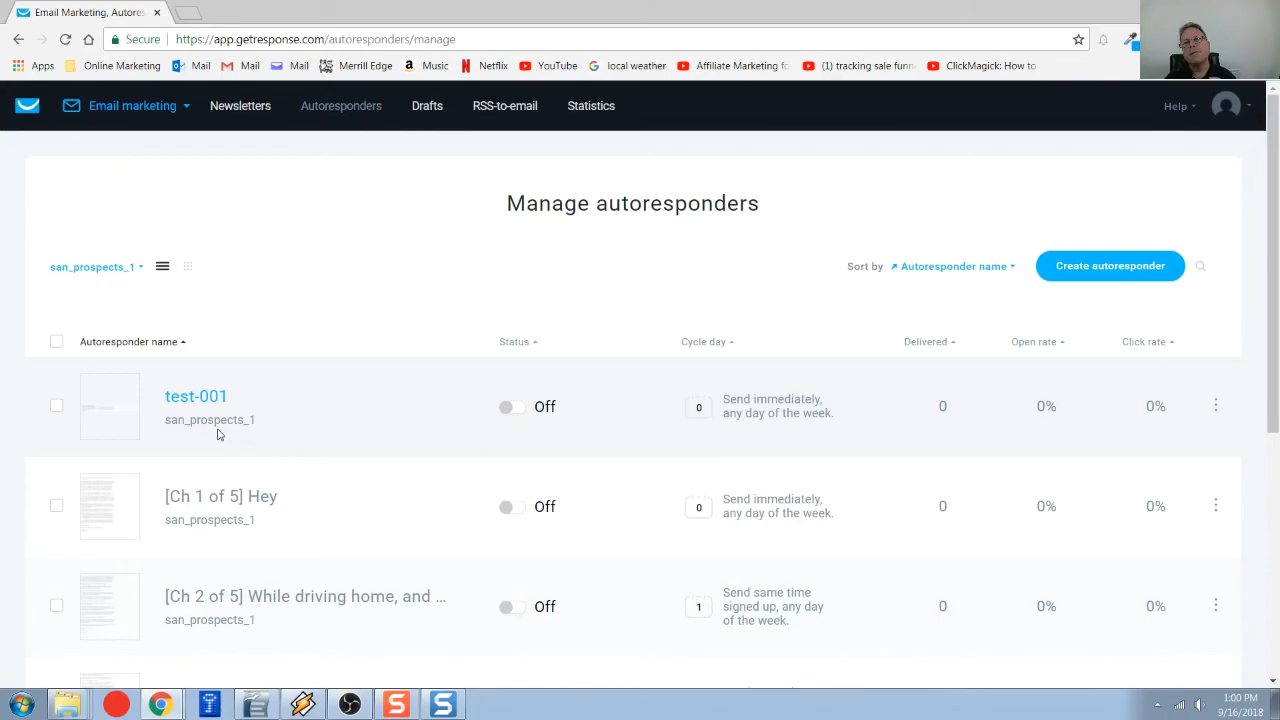 Email Marketing, Autores
Secure
https://app.getresponse.com/autoresponders/manage
Apps
Online Marketing
Mail
Mail
Mail
Merrill Edge
Music
Netflix
YouTube
local weather
Affiliate Marketing fo
(1) tracking sale funn
ClickMagick: How to
Email marketing
Newsletters
Autoresponders
Drafts
RSS-to-email
Statistics
Help
Manage autoresponders
san_prospects_1
Sort by
Autoresponder name
Create autoresponder
Autoresponder name
Status
Cycle day
Delivered
Open rate
Click rate
test-001
san_prospects_1
Off
0
Send immediately,
any day of the week.
0
0%
0%
[Ch 1 of 5] Hey
san_prospects_1
Off
0
Send immediately,
any day of the week.
0
0%
0%
[Ch 2 of 5] While driving home, and ...
san_prospects_1
Off
1
Send same time
signed up, any day
of the week.
0
0%
0%
1:00 PM
9/16/2018